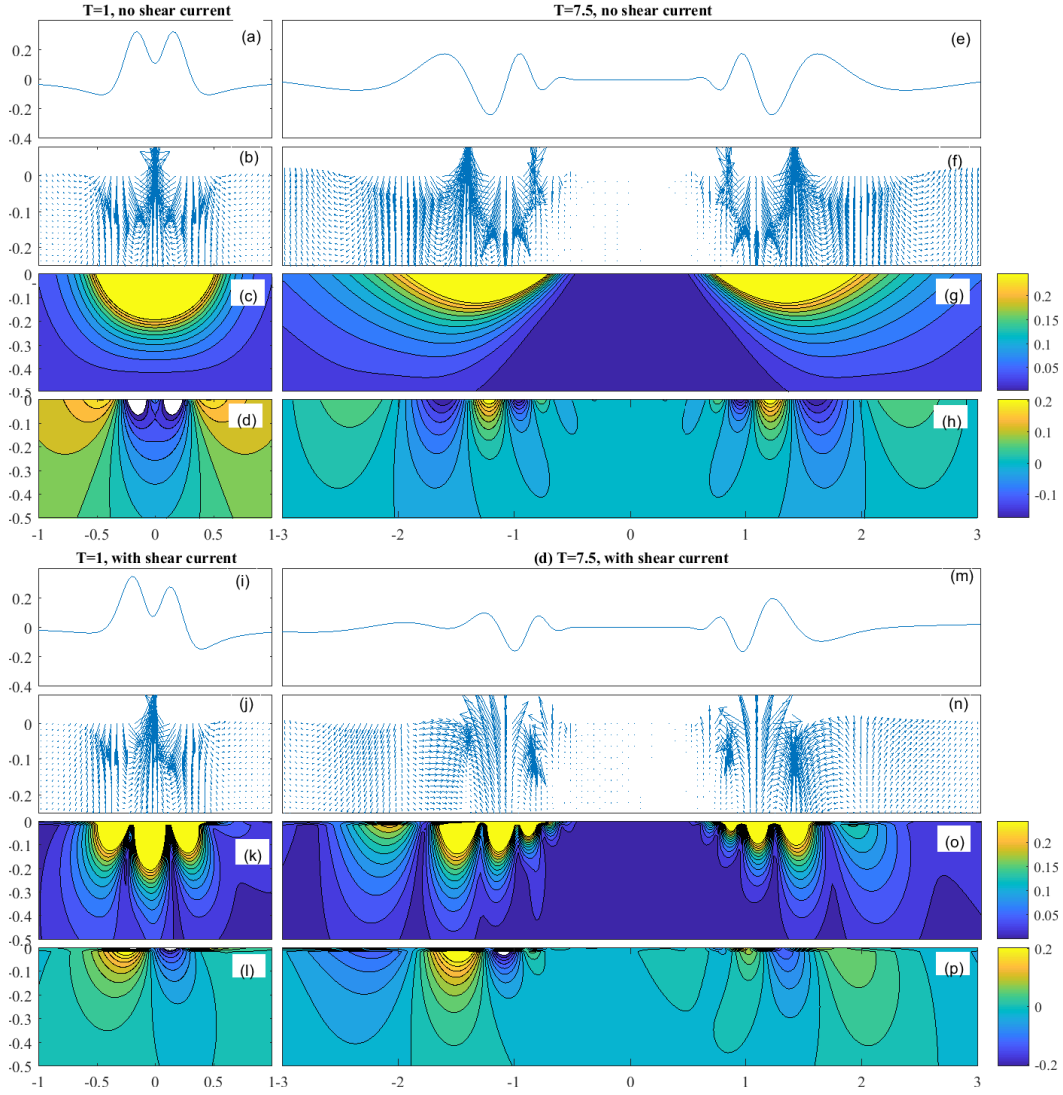 T=1, no shear current
T=7.5, no shear current
(a)
(e)
0.2
0
-0.2
-0.4
(b)
(f)
0
-0.1
-0.2
(c)
(g)
0
-0.1
-0.2
-0.3
-0.4
-0.5
0.2
0.15
0.1
0.05
(d)
(h)
0
-0.1
-0.2
-0.3
-0.4
-0.5
0.2
0.1
0
-0.1
-1 -0.5 0 0.5 1 -3 -2 -1 0 1 2 3
T=1, with shear current
(d) T=7.5, with shear current
(i)
(m)
0.2
0
-0.2
-0.4
(j)
(n)
0
-0.1
-0.2
(k)
(o)
0
-0.1
-0.2
-0.3
-0.4
-0.5
0.2
0.15
0.1
0.05
(l)
(p)
0
-0.1
-0.2
-0.3
-0.4
-0.5
0.2
0
-0.2
-1 -0.5 0 0.5 1 -3 -2 -1 0 1 2 3